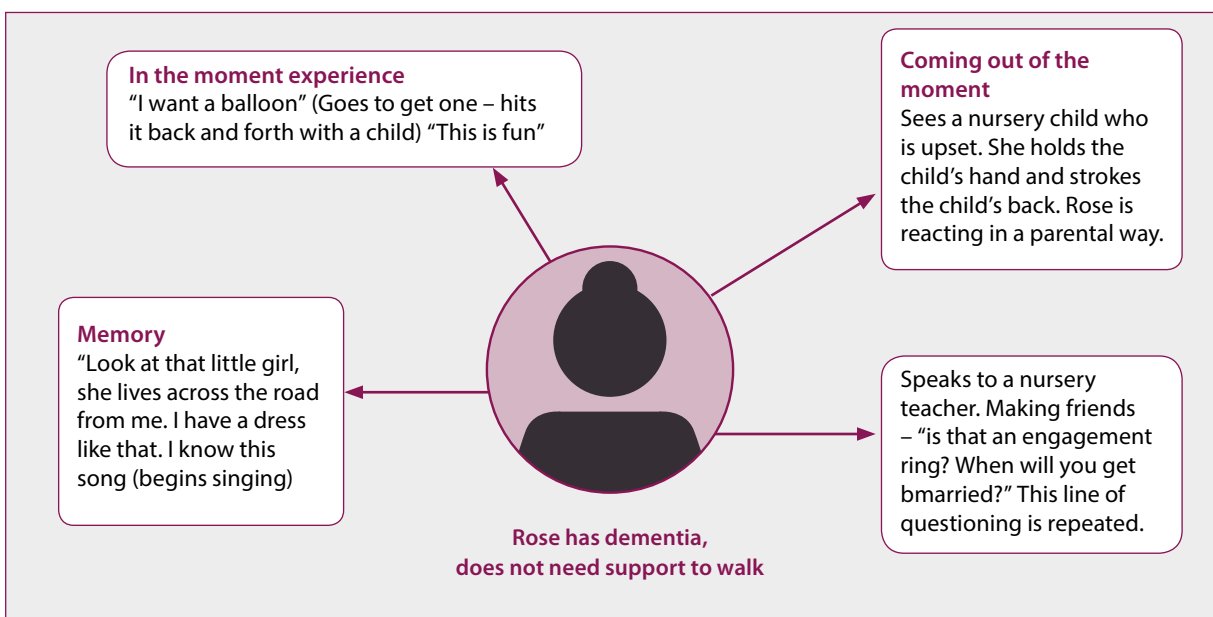 In the moment experience
“I want a balloon” (Goes to get one – hits
it back and forth with a child) “This is fun”
Coming out of the
moment
Sees a nursery child who
is upset. She holds the
child’s hand and strokes
the child’s back. Rose is
reacting in a parental way.
Memory
“Look at that little girl,
she lives across the road
from me. I have a dress
like that. I know this
song (begins singing)
Speaks to a nursery
teacher. Making friends
– “is that an engagement
ring? When will you get
bmarried?” This line of
questioning is repeated.
Rose has dementia,
does not need support to walk